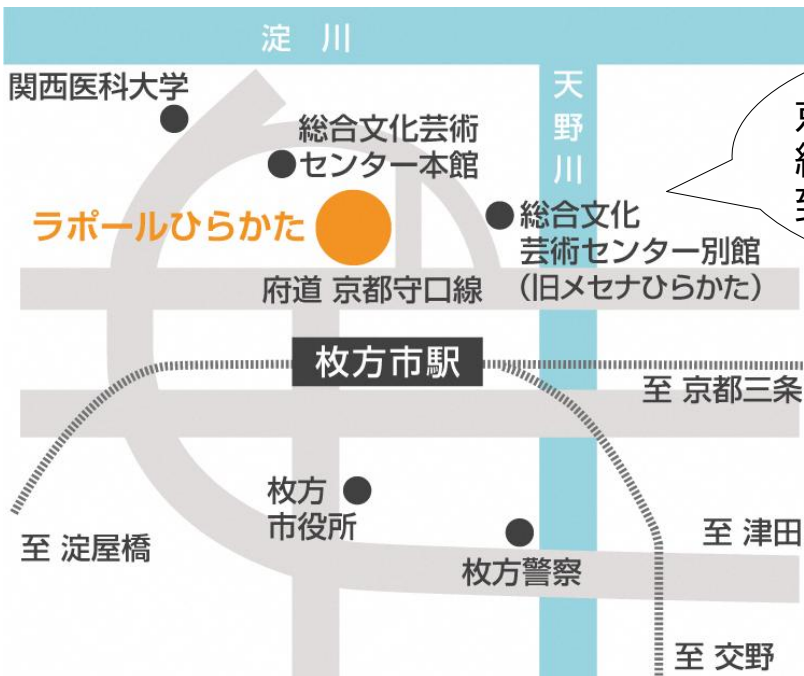 淀 川
関西医科大学
総合文化芸術
センター本館
天野川
ラポールひらかた
総合文化
芸術センター別館
(旧メセナひらかた)
府道 京都守口線
枚方市駅
至 京都三条
枚方
市役所
至 淀屋橋
枚方警察
至 津田
至 交野